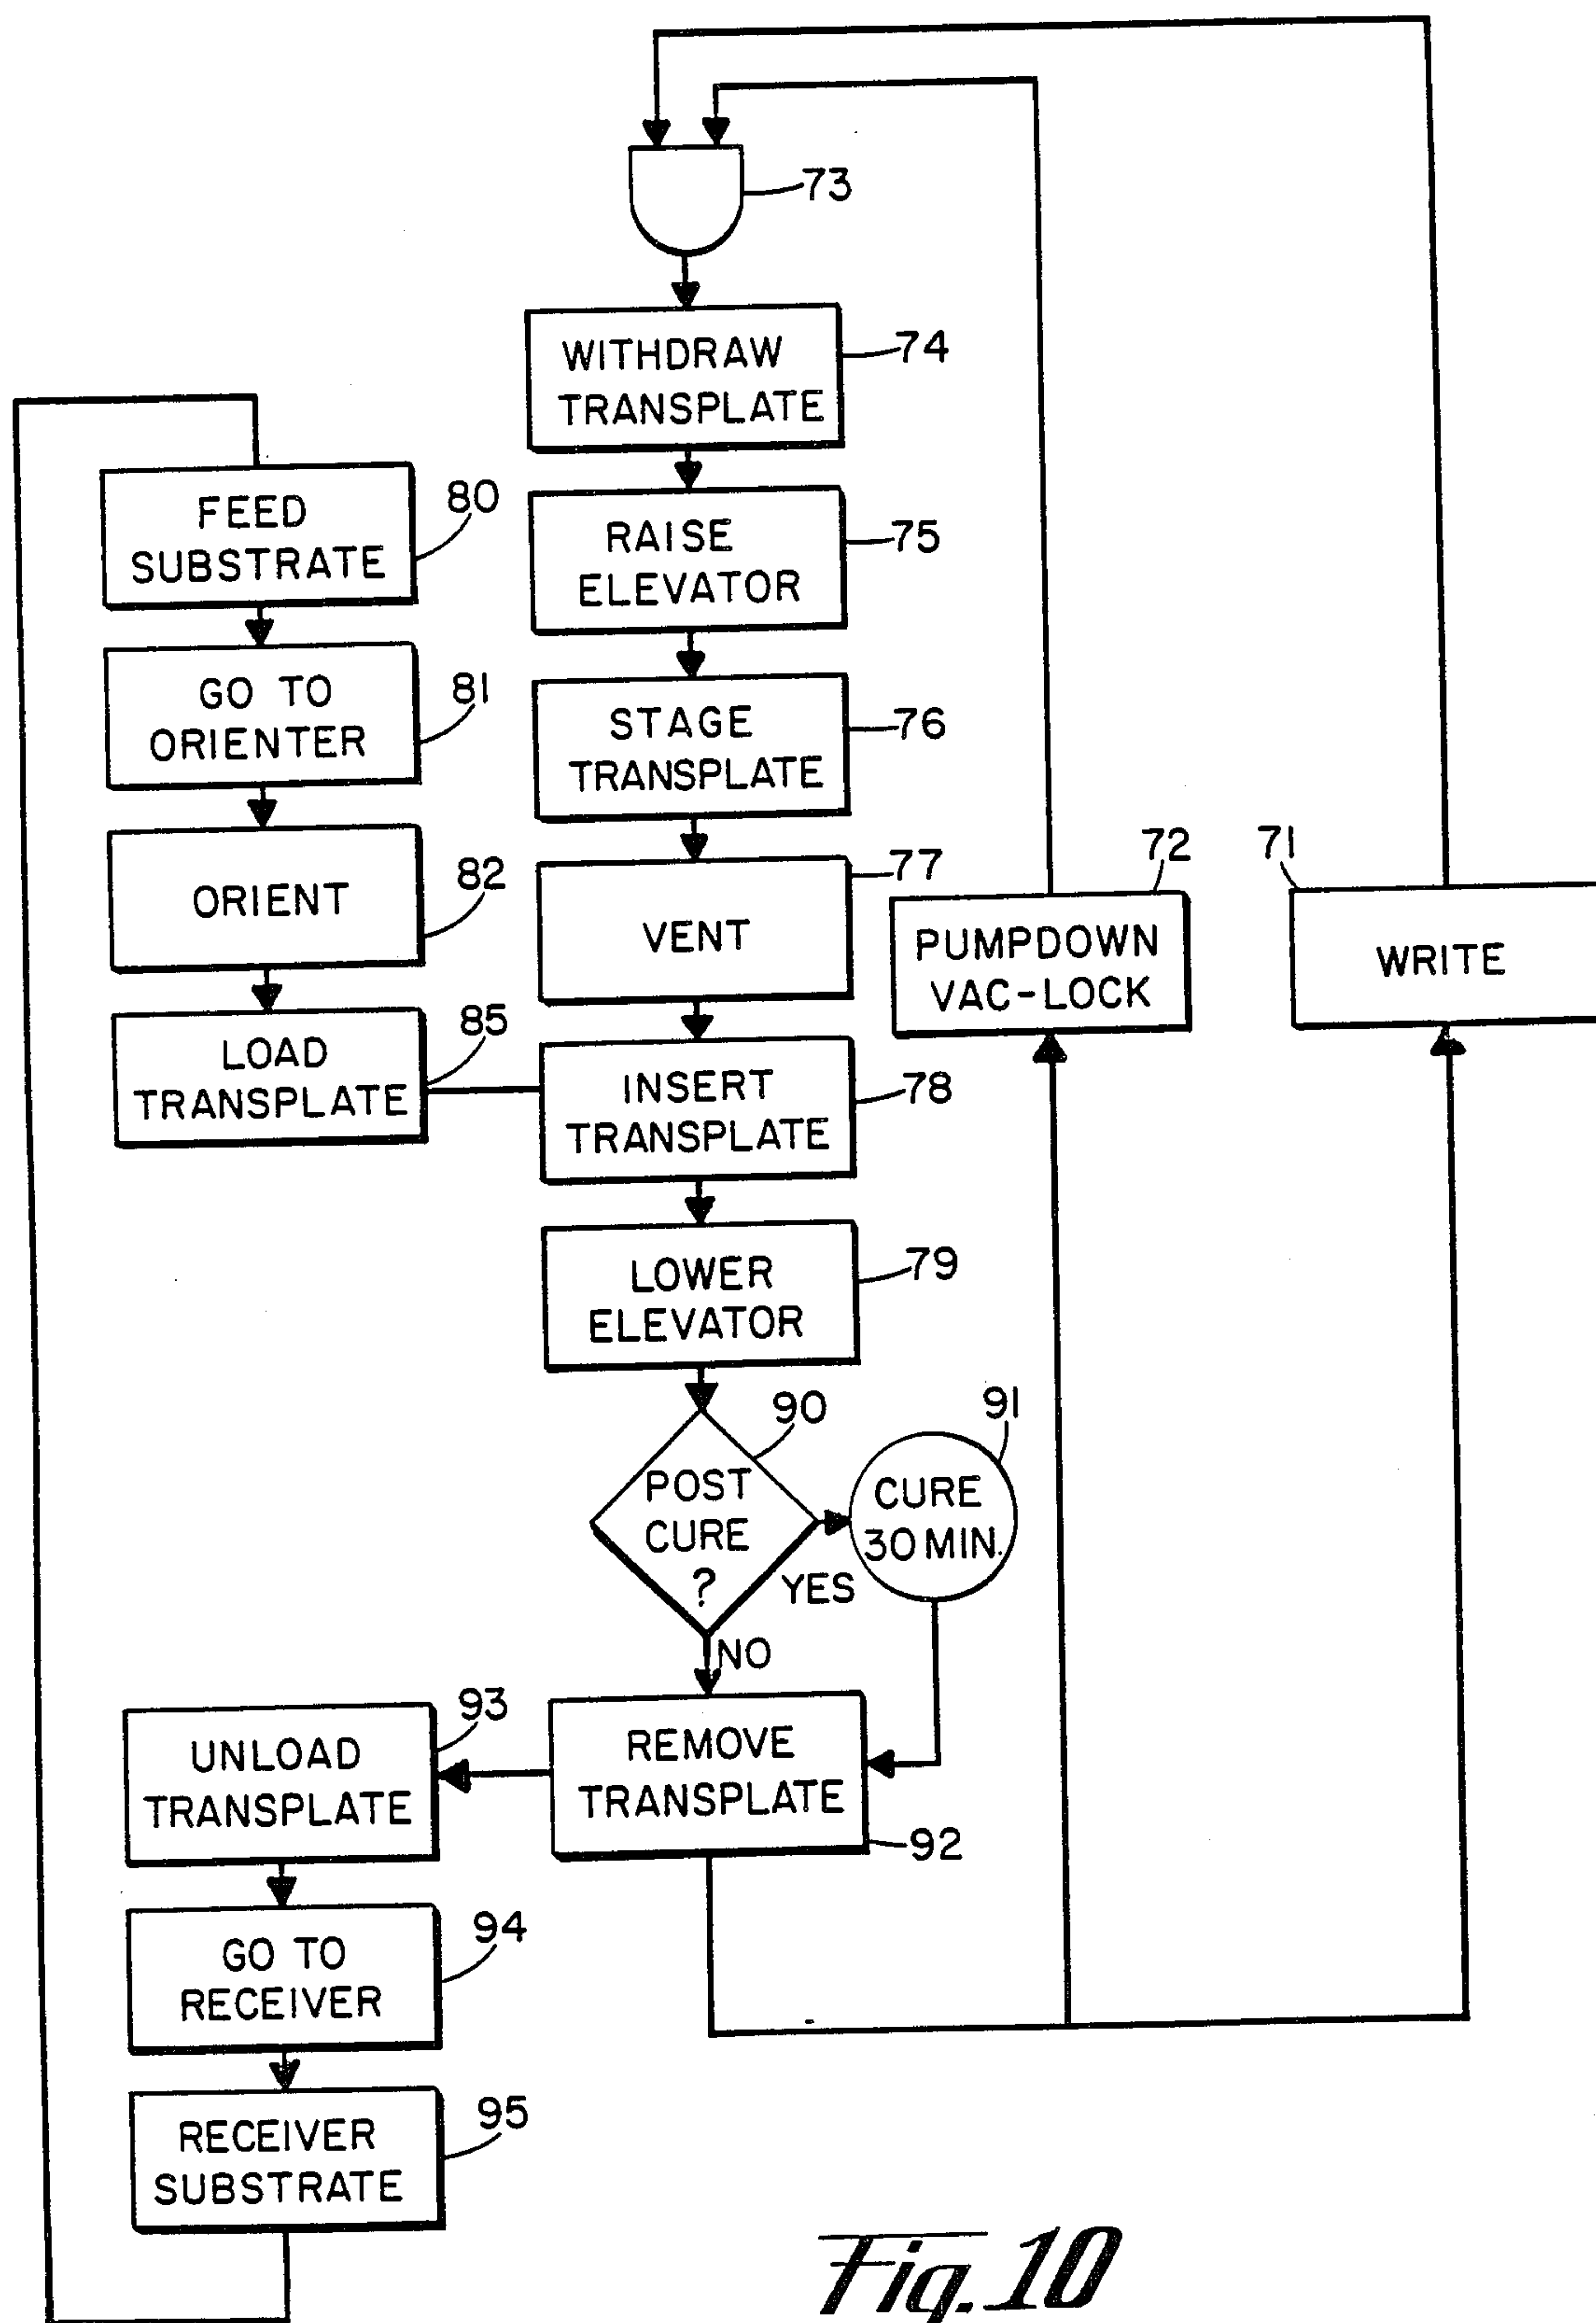 73
WITHDRAW
TRANSPLATE
74
RAISE
ELEVATOR
75
STAGE
TRANSPLATE
76
VENT
77
INSERT
TRANSPLATE
78
LOWER
ELEVATOR
79
FEED
SUBSTRATE
80
GO TO
ORIENTER
81
ORIENT
82
LOAD
TRANSPLATE
85
PUMPDOWN
VAC-LOCK
72
WRITE
71
POST
CURE
?
90
YES
NO
CURE
30 MIN.
91
REMOVE
TRANSPLATE
92
UNLOAD
TRANSPLATE
93
GO TO
RECEIVER
94
RECEIVER
SUBSTRATE
95
Fig. 10